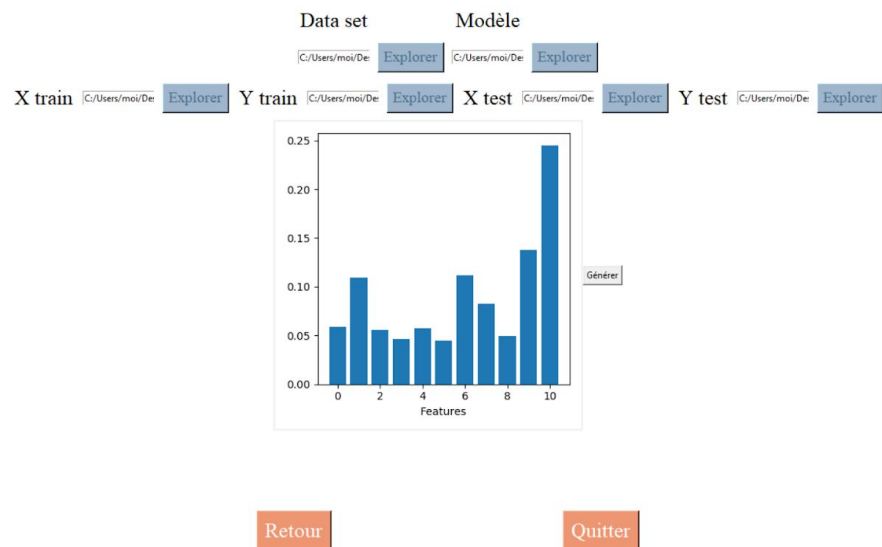 Data set Modèle
C:/Users/moi/De: Explorer C:/Users/moi/De: Explorer
X train C:/Users/moi/De: Explorer Y train C:/Users/moi/De: Explorer X test C:/Users/moi/De: Explorer Y test C:/Users/moi/De: Explorer
0.25
0.20
0.15
0.10
0.05
0.00
0 2 4 6 8 10
Features
Générer
Retour Quitter